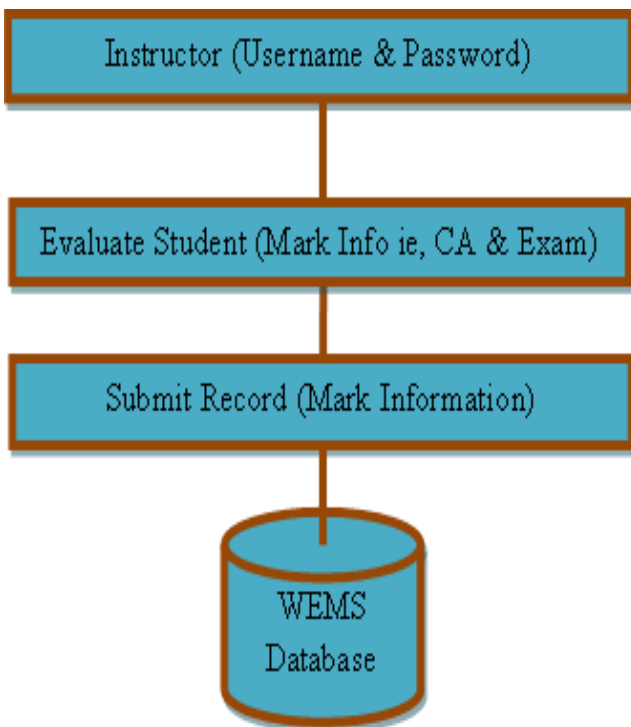 Instructor (Username & Password)
Evaluate Student (Mark Info ie, CA & Exam)
Submit Record (Mark Information)
WEMS
Database